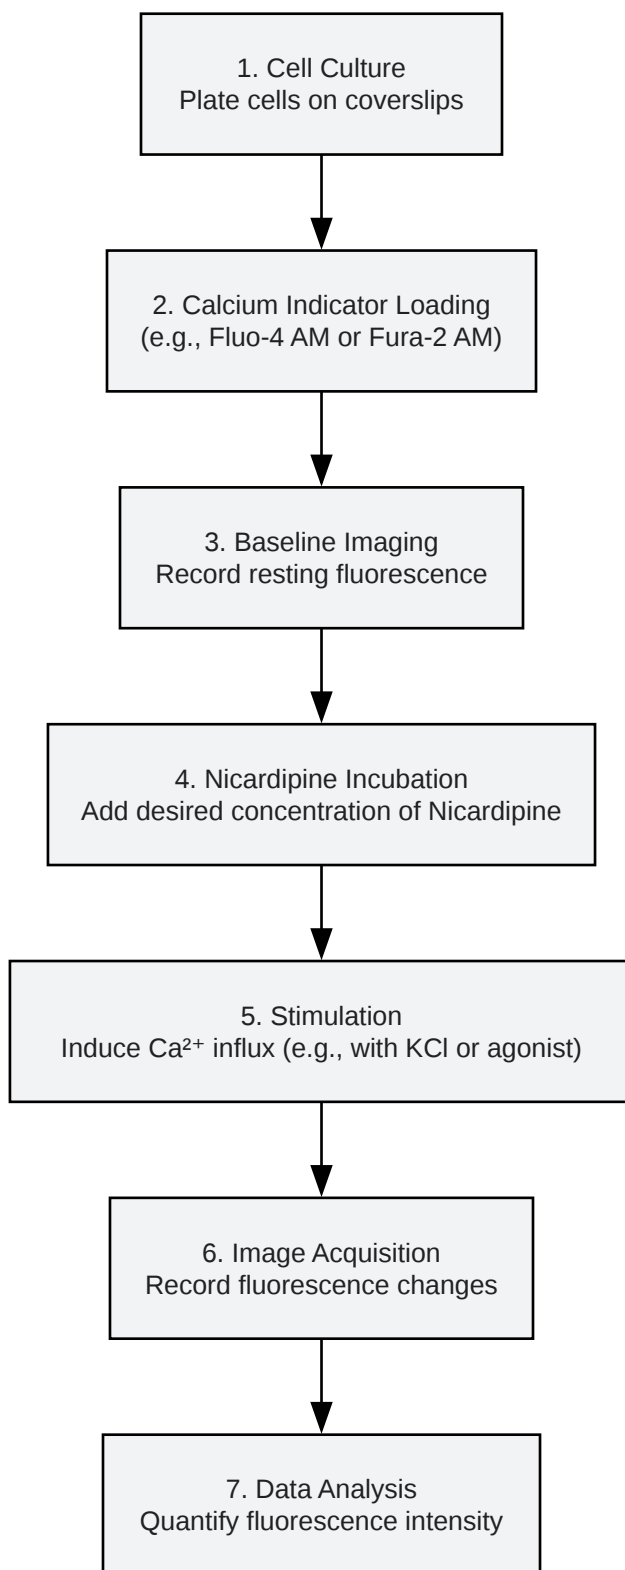 1. Cell Culture
Plate cells on coverslips
2. Calcium Indicator Loading
(e.g., Fluo-4 AM or Fura-2 AM)
3. Baseline Imaging
Record resting fluorescence
4. Nicardipine Incubation
Add desired concentration of Nicardipine
5. Stimulation
Induce Ca²⁺ influx (e.g., with KCl or agonist)
6. Image Acquisition
Record fluorescence changes
7. Data Analysis
Quantify fluorescence intensity